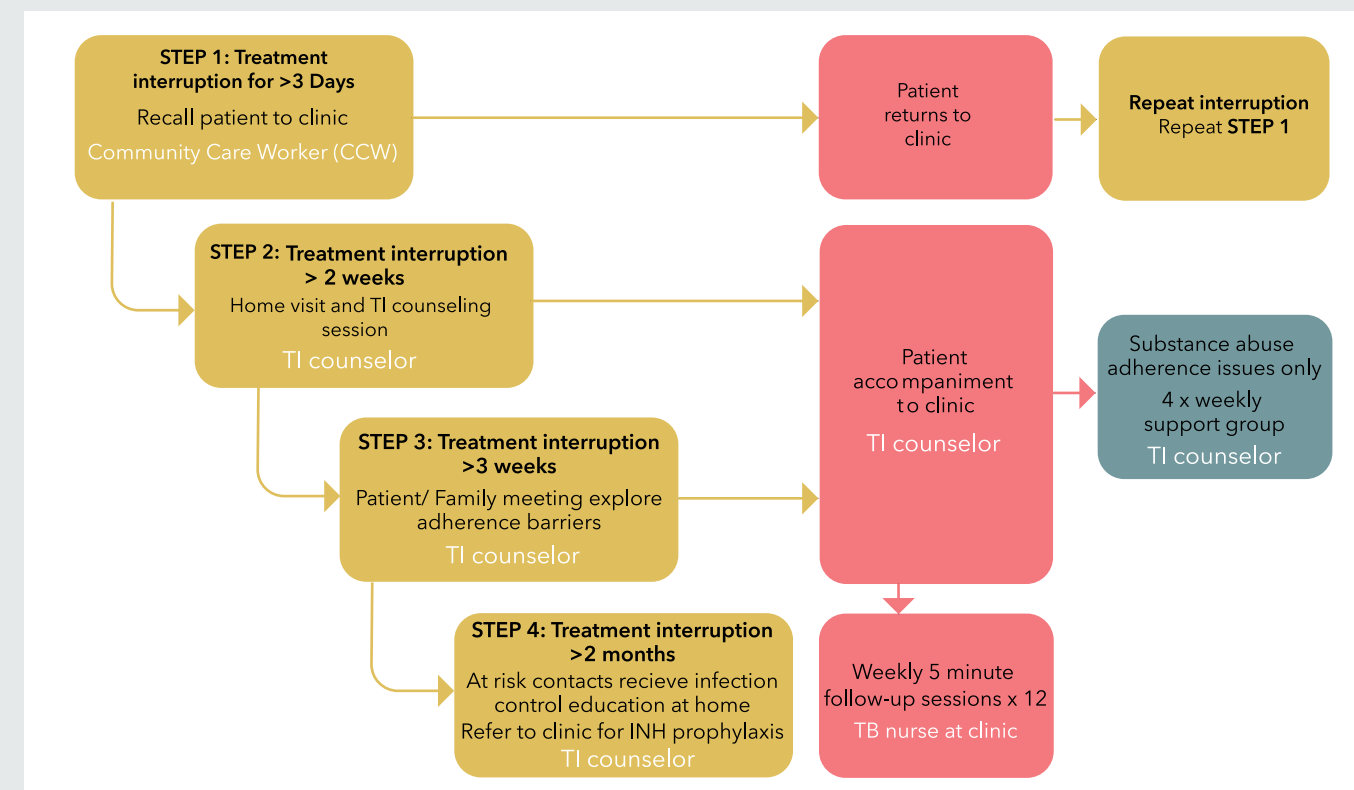 STEP 1: Treatment
interruption for >3 Days
Recall patient to clinic
Community Care Worker (CCW)
Patient
returns to
clinic
Repeat interruption
Repeat STEP 1
STEP 2: Treatment interruption
> 2 weeks
Home visit and TI counseling
session
TI counselor
Patient
accompaniment
to clinic
TI counselor
Substance abuse
adherence issues only
4 x weekly
support group
TI counselor
STEP 3: Treatment interruption
>3 weeks
Patient/ Family meeting explore
adherence barriers
TI counselor
STEP 4: Treatment interruption
>2 months
At risk contacts recieve infection
control education at home
Refer to clinic for INH prophylaxis
TI counselor
Weekly 5 minute
follow-up sessions x 12
TB nurse at clinic